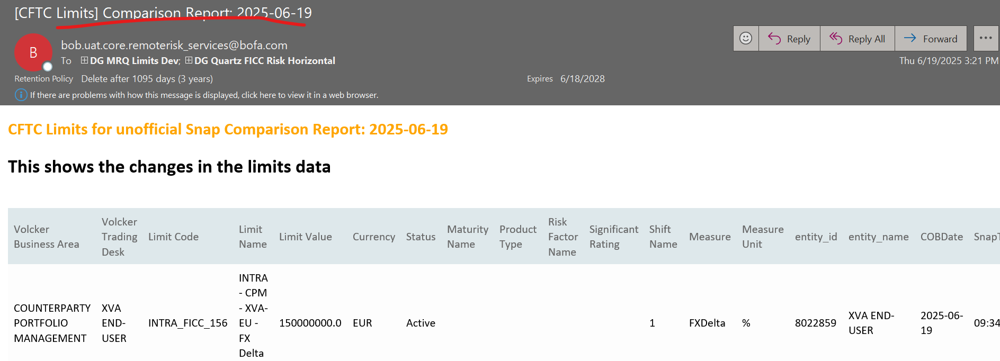 [CFTC Limits] Comparison Report: 2025-06-19
B
bob.uat.core.remoterisk_services@bofa.com
To DG MRQ Limits Dev; DG Quartz FICC Risk Horizontal
Reply
Reply All
Forward
Thu 6/19/2025 3:21 PM
Retention Policy Delete after 1095 days (3 years)
Expires 6/18/2028
If there are problems with how this message is displayed, click here to view it in a web browser.
CFTC Limits for unofficial Snap Comparison Report: 2025-06-19
This shows the changes in the limits data
Volcker
Business Area
Volcker
Trading
Desk
Limit Code
Limit
Name
Limit Value
Currency
Status
Maturity
Name
Product
Type
Risk
Factor
Name
Significant
Rating
Shift
Name
Measure
Measure
Unit
entity_id
entity_name
COBDate
Snap
COUNTERPARTY
PORTFOLIO
MANAGEMENT
XVA
END-
USER
INTRA_FICC_156
INTRA
- CPM
- XVA-
EU -
FX
Delta
150000000.0
EUR
Active
1
FXDelta
%
8022859
XVA END-
USER
2025-06-
19
09:34